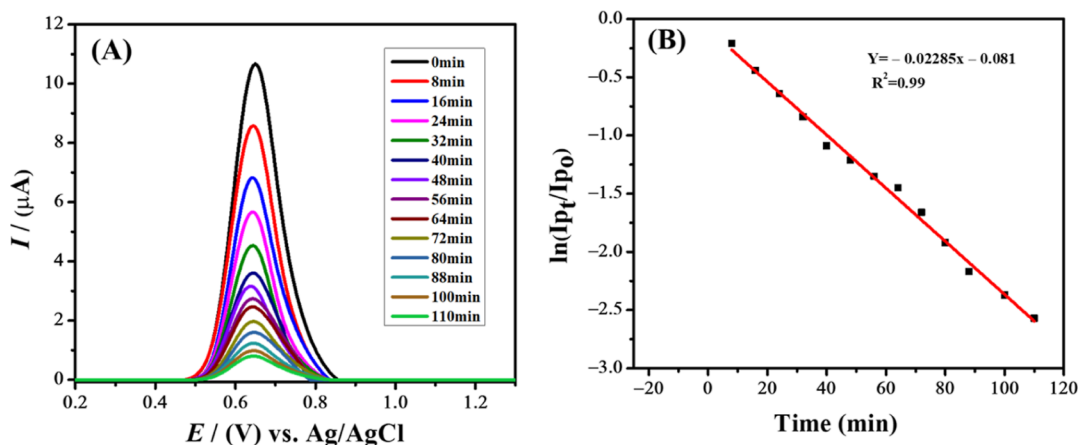 (A)
12
10
8
6
4
2
0
I / (μA)
0.2 0.4 0.6 0.8 1.0 1.2
E / (V) vs. Ag/AgCl
0min
8min
16min
24min
32min
40min
48min
56min
64min
72min
80min
88min
100min
110min
(B)
Y= – 0.02285x – 0.081
R²=0.99
0.0
−0.5
−1.0
−1.5
−2.0
−2.5
−3.0
ln(Ipt/Ipo)
−20 0 20 40 60 80 100 120
Time (min)